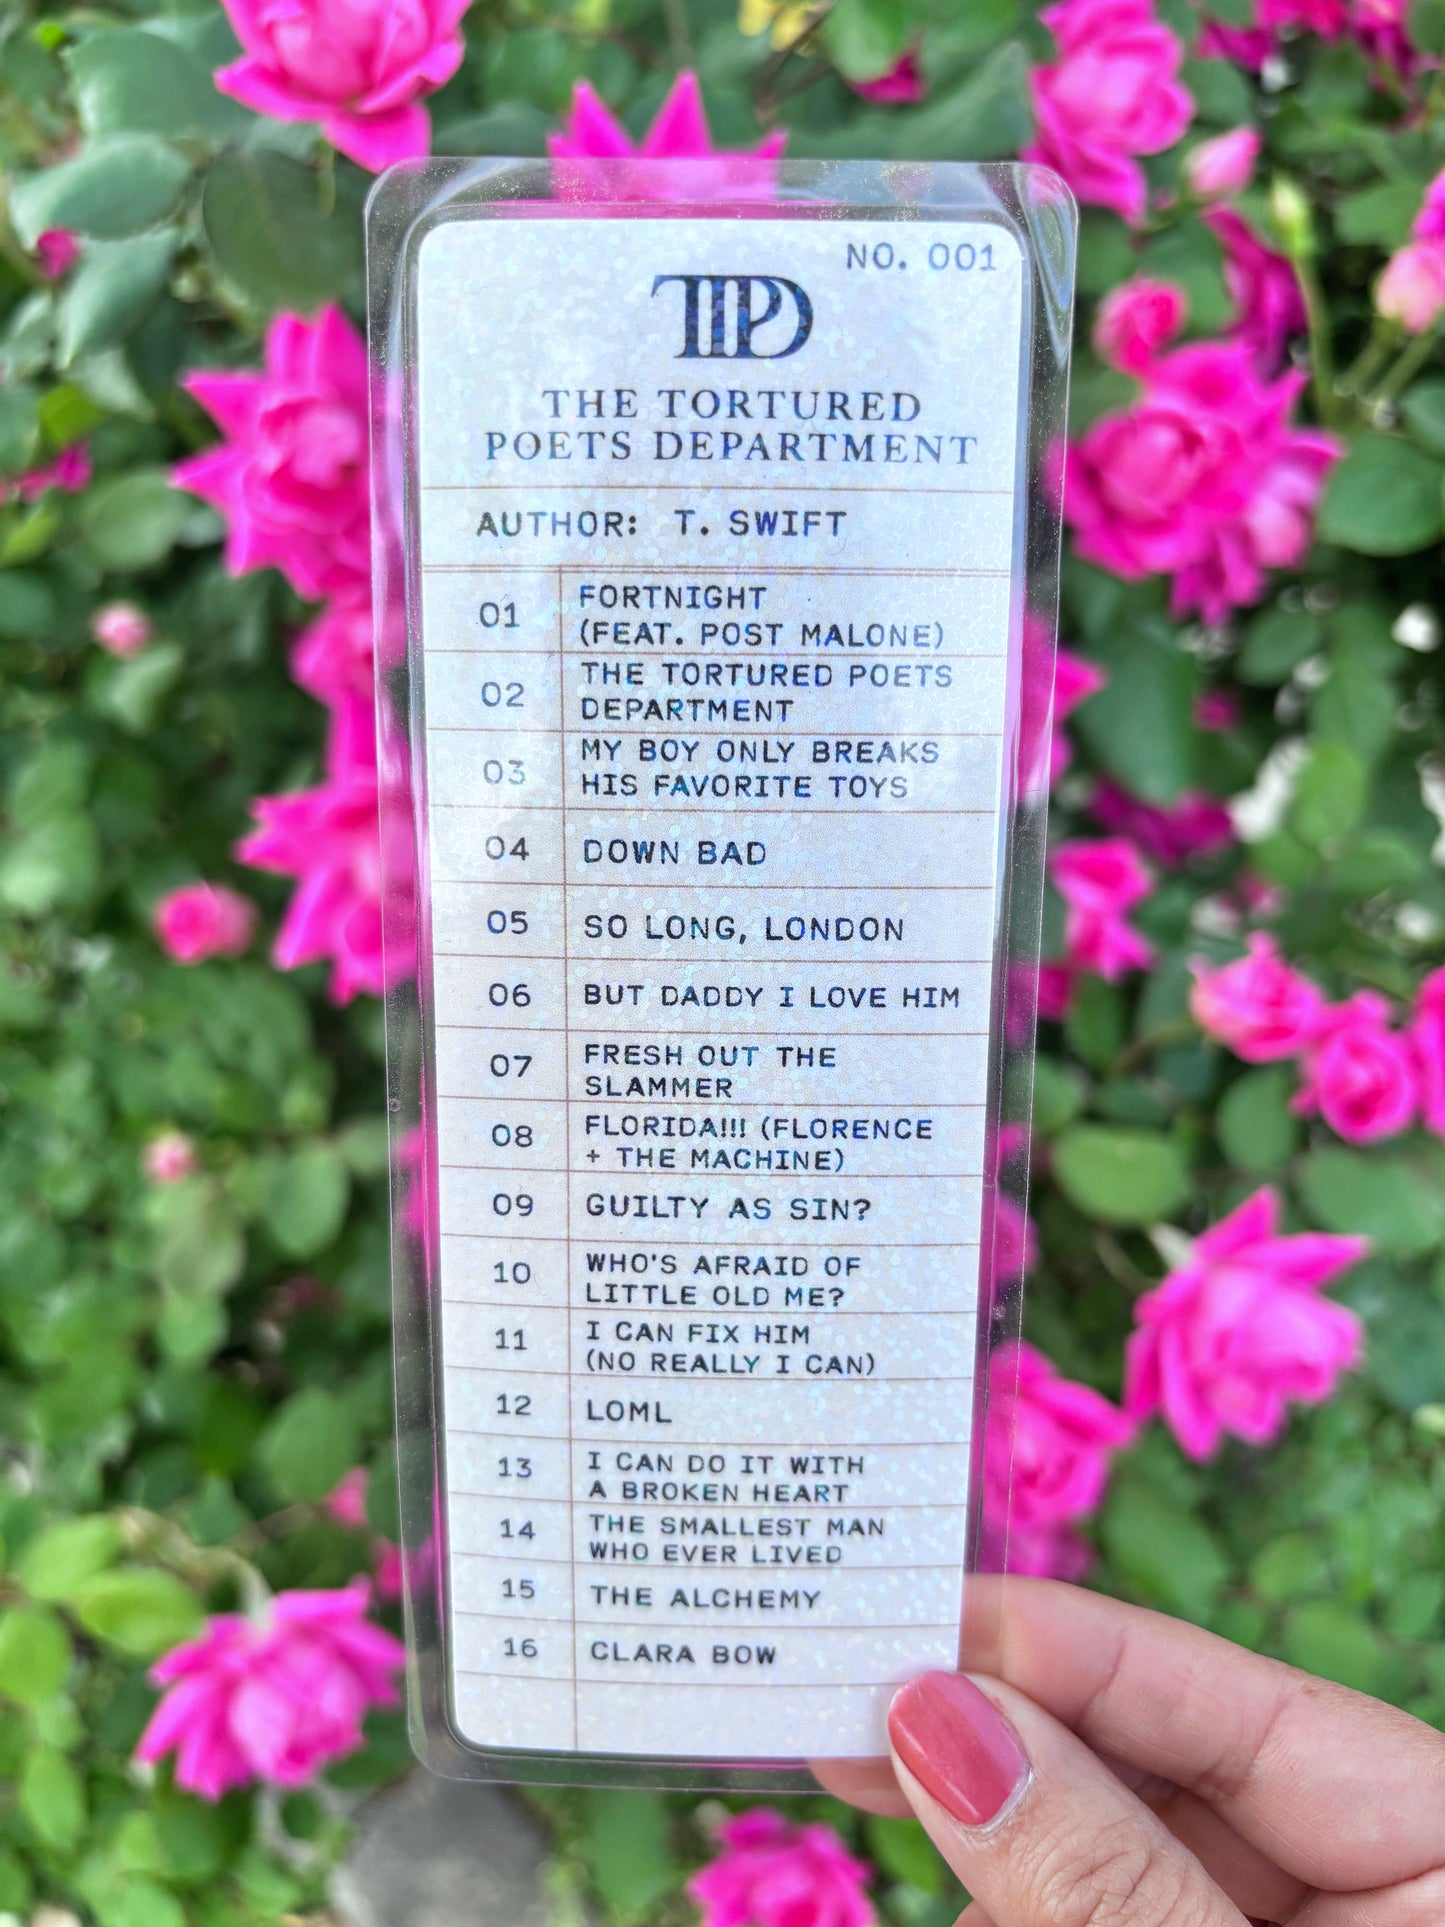 NO. 001
TTPD
THE TORTURED
POETS DEPARTMENT
AUTHOR: T. SWIFT
01 FORTNIGHT
(FEAT. POST MALONE)
02 THE TORTURED POETS
DEPARTMENT
03 MY BOY ONLY BREAKS
HIS FAVORITE TOYS
04 DOWN BAD
05 SO LONG, LONDON
06 BUT DADDY I LOVE HIM
07 FRESH OUT THE
SLAMMER
08 FLORIDA!!! (FLORENCE
+ THE MACHINE)
09 GUILTY AS SIN?
10 WHO'S AFRAID OF
LITTLE OLD ME?
11 I CAN FIX HIM
(NO REALLY I CAN)
12 LOML
13 I CAN DO IT WITH
A BROKEN HEART
14 THE SMALLEST MAN
WHO EVER LIVED
15 THE ALCHEMY
16 CLARA BOW